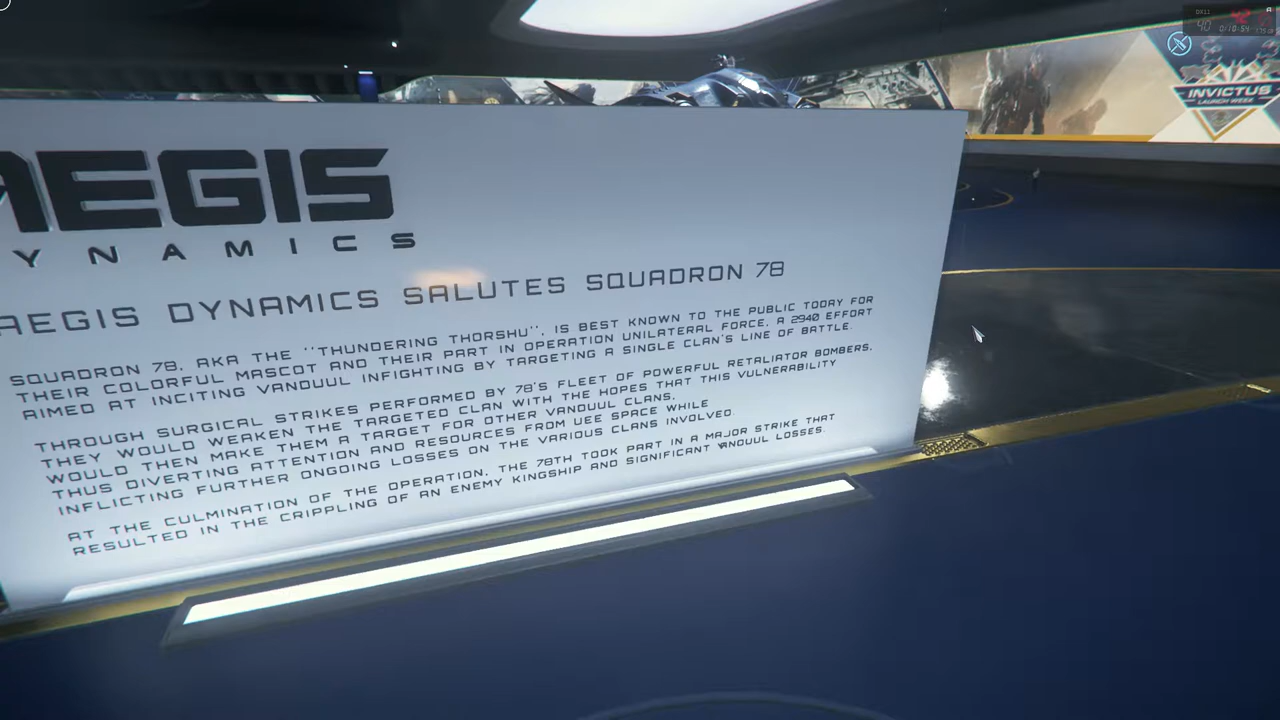 AEGIS
YNAMICS
AEGIS DYNAMICS SALUTES SQUADRON 78
SQUADRON 78, AKA THE ''THUNDERING THORSHU'', IS BEST KNOWN TO THE PUBLIC TODAY FOR
THEIR COLORFUL MASCOT AND THEIR PART IN OPERATION UNILATERAL FORCE, A 2940 EFFORT
AIMED AT INCITING VANDUUL INFIGHTING BY TARGETING A SINGLE CLAN'S LINE OF BATTLE.
THROUGH SURGICAL STRIKES PERFORMED BY 78'S FLEET OF POWERFUL RETALIATOR BOMBERS,
THEY WOULD WEAKEN THE TARGETED CLAN WITH THE HOPES THAT THIS VULNERABILITY
WOULD THEN MAKE THEM A TARGET FOR OTHER VANDUUL CLANS,
THUS DIVERTING ATTENTION AND RESOURCES FROM UEE SPACE WHILE
INFLICTING FURTHER ONGOING LOSSES ON THE VARIOUS CLANS INVOLVED.
AT THE CULMINATION OF THE OPERATION, THE 78TH TOOK PART IN A MAJOR STRIKE THAT
RESULTED IN THE CRIPPLING OF AN ENEMY KINGSHIP AND SIGNIFICANT VANDUUL LOSSES.
INVICTUS
LAUNCH WEEK